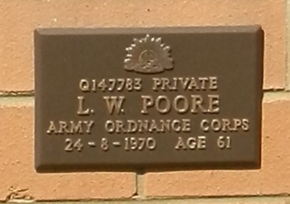 Q147783 PRIVATE
L. W. POORE
ARMY ORDNANCE CORPS
24 - 8 - 1970 AGE 61